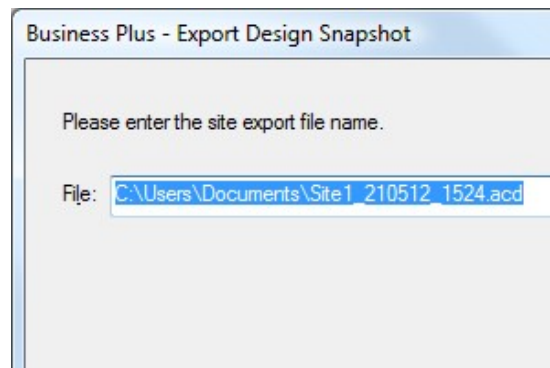 Business Plus - Export Design Snapshot
Please enter the site export file name.
File: C:\Users\Documents\Site1_210512_1524.acd